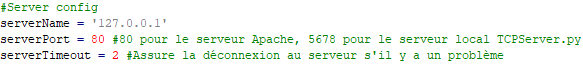 #Server config
serverName = '127.0.0.1'
serverPort = 80 #80 pour le serveur Apache, 5678 pour le serveur local TCPServer.py
serverTimeout = 2 #Assure la déconnexion au serveur s'il y a un problème